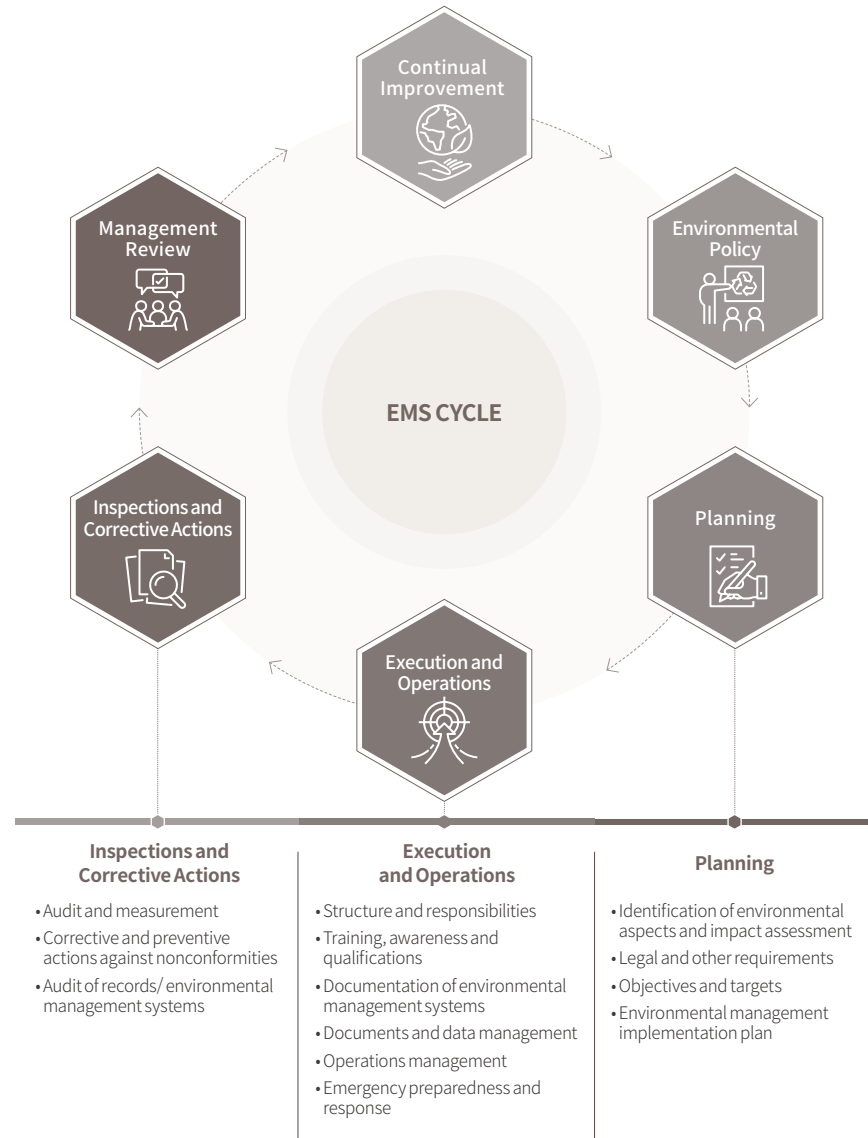 Continual
Improvement
Management
Review
Environmental
Policy
EMS CYCLE
Inspections and
Corrective Actions
Planning
Execution and
Operations
Inspections and
Corrective Actions
• Audit and measurement
• Corrective and preventive
actions against nonconformities
• Audit of records/ environmental
management systems
Execution
and Operations
• Structure and responsibilities
• Training, awareness and
qualifications
• Documentation of environmental
management systems
• Documents and data management
• Operations management
• Emergency preparedness and
response
Planning
• Identification of environmental
aspects and impact assessment
• Legal and other requirements
• Objectives and targets
• Environmental management
implementation plan